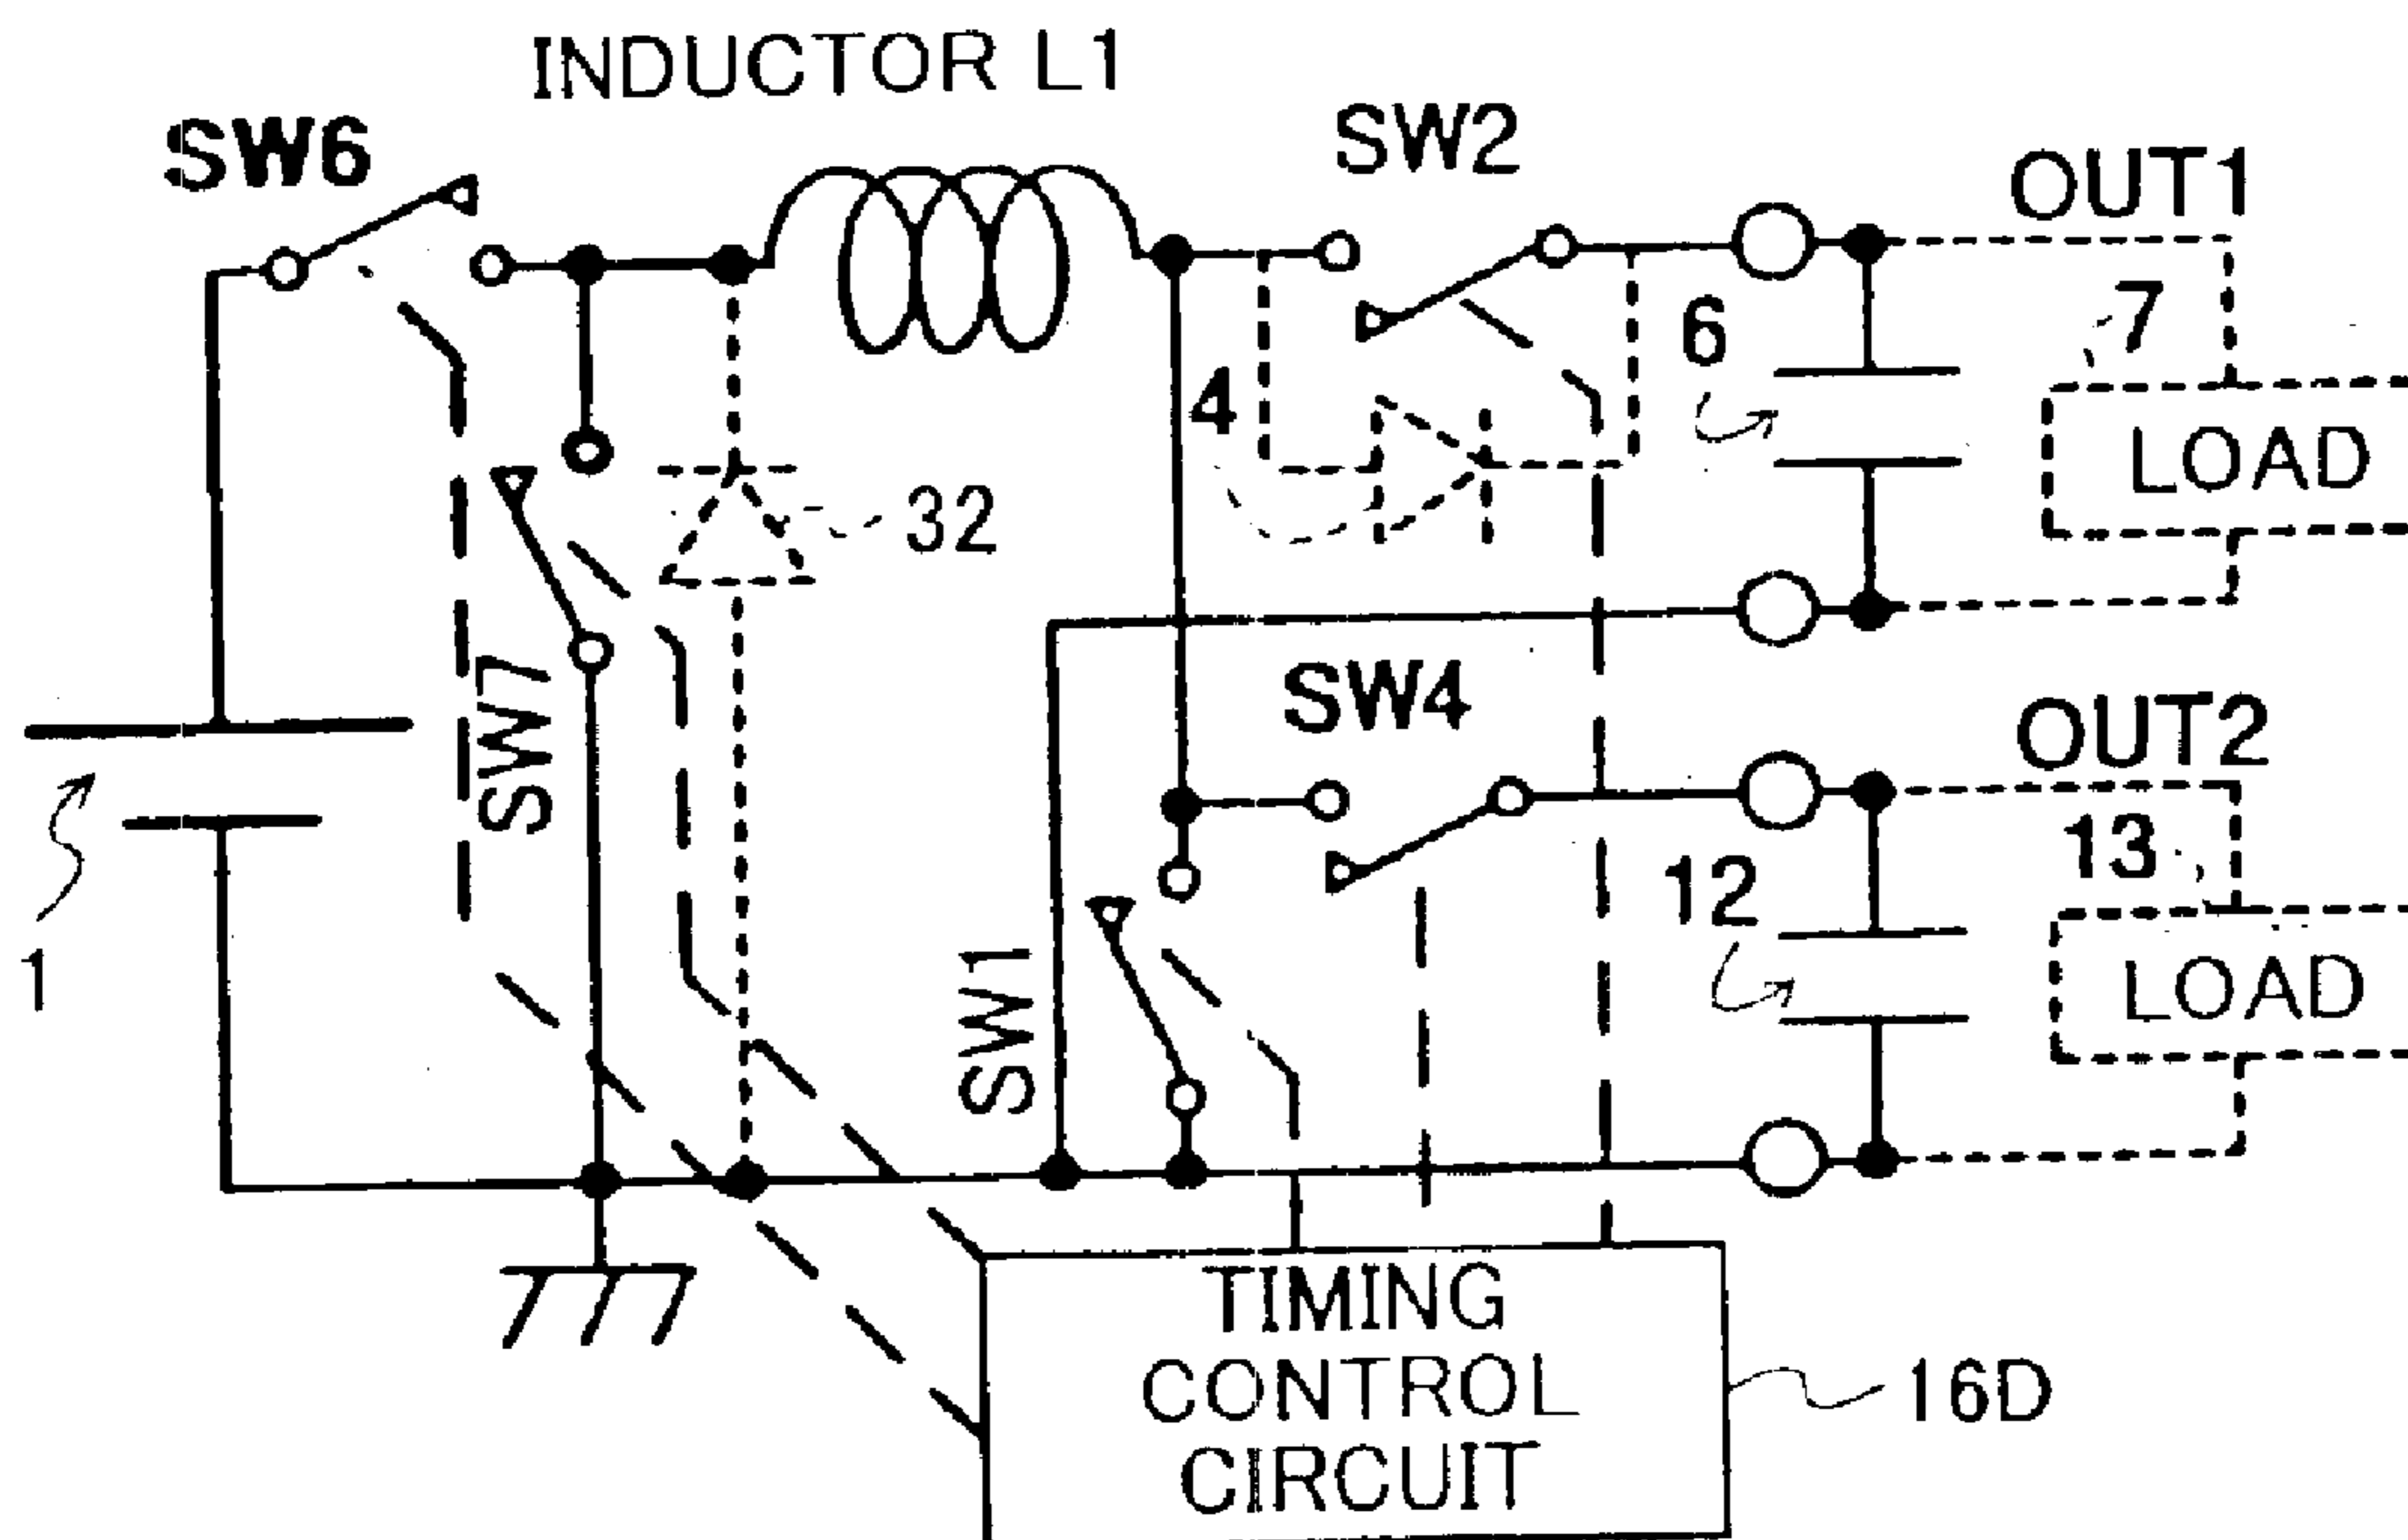 INDUCTOR L1
SW6
SW2
OUT1
7
6
4
LOAD
32
SW7
SW4
OUT2
13
12
LOAD
1
SW1
TIMING
CONTROL
CIRCUIT
16D